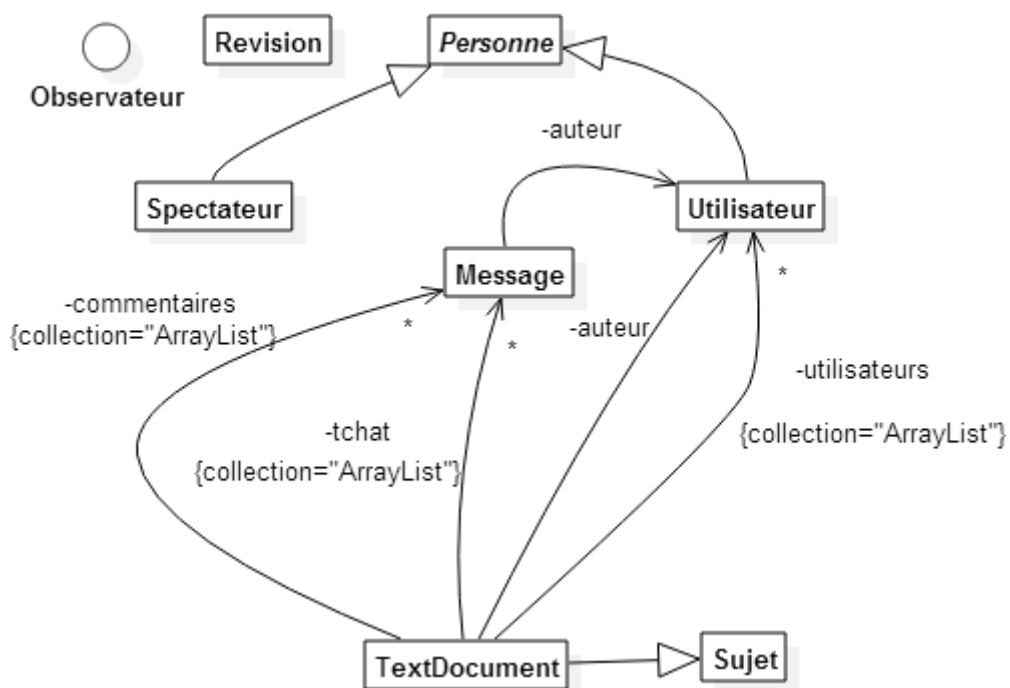 Revision
Personne
Observateur
-auteur
Spectateur
Utilisateur
Message
*
-commentaires
{collection="ArrayList"}
*
*
-auteur
-utilisateurs
-tchat
{collection="ArrayList"}
{collection="ArrayList"}
TextDocument
Sujet